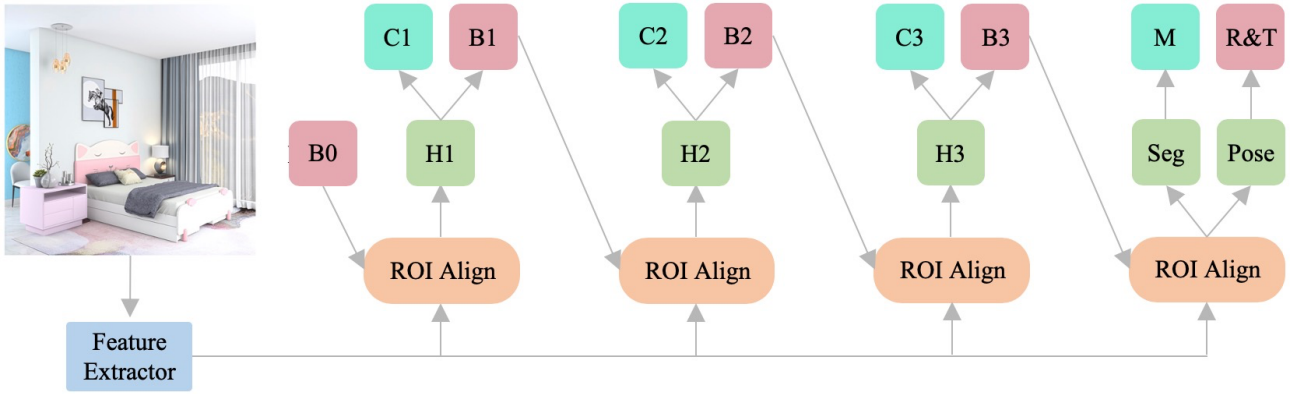 C1
B1
C2
B2
C3
B3
M
R&T
B0
H1
H2
H3
Seg
Pose
ROI Align
ROI Align
ROI Align
ROI Align
Feature
Extractor